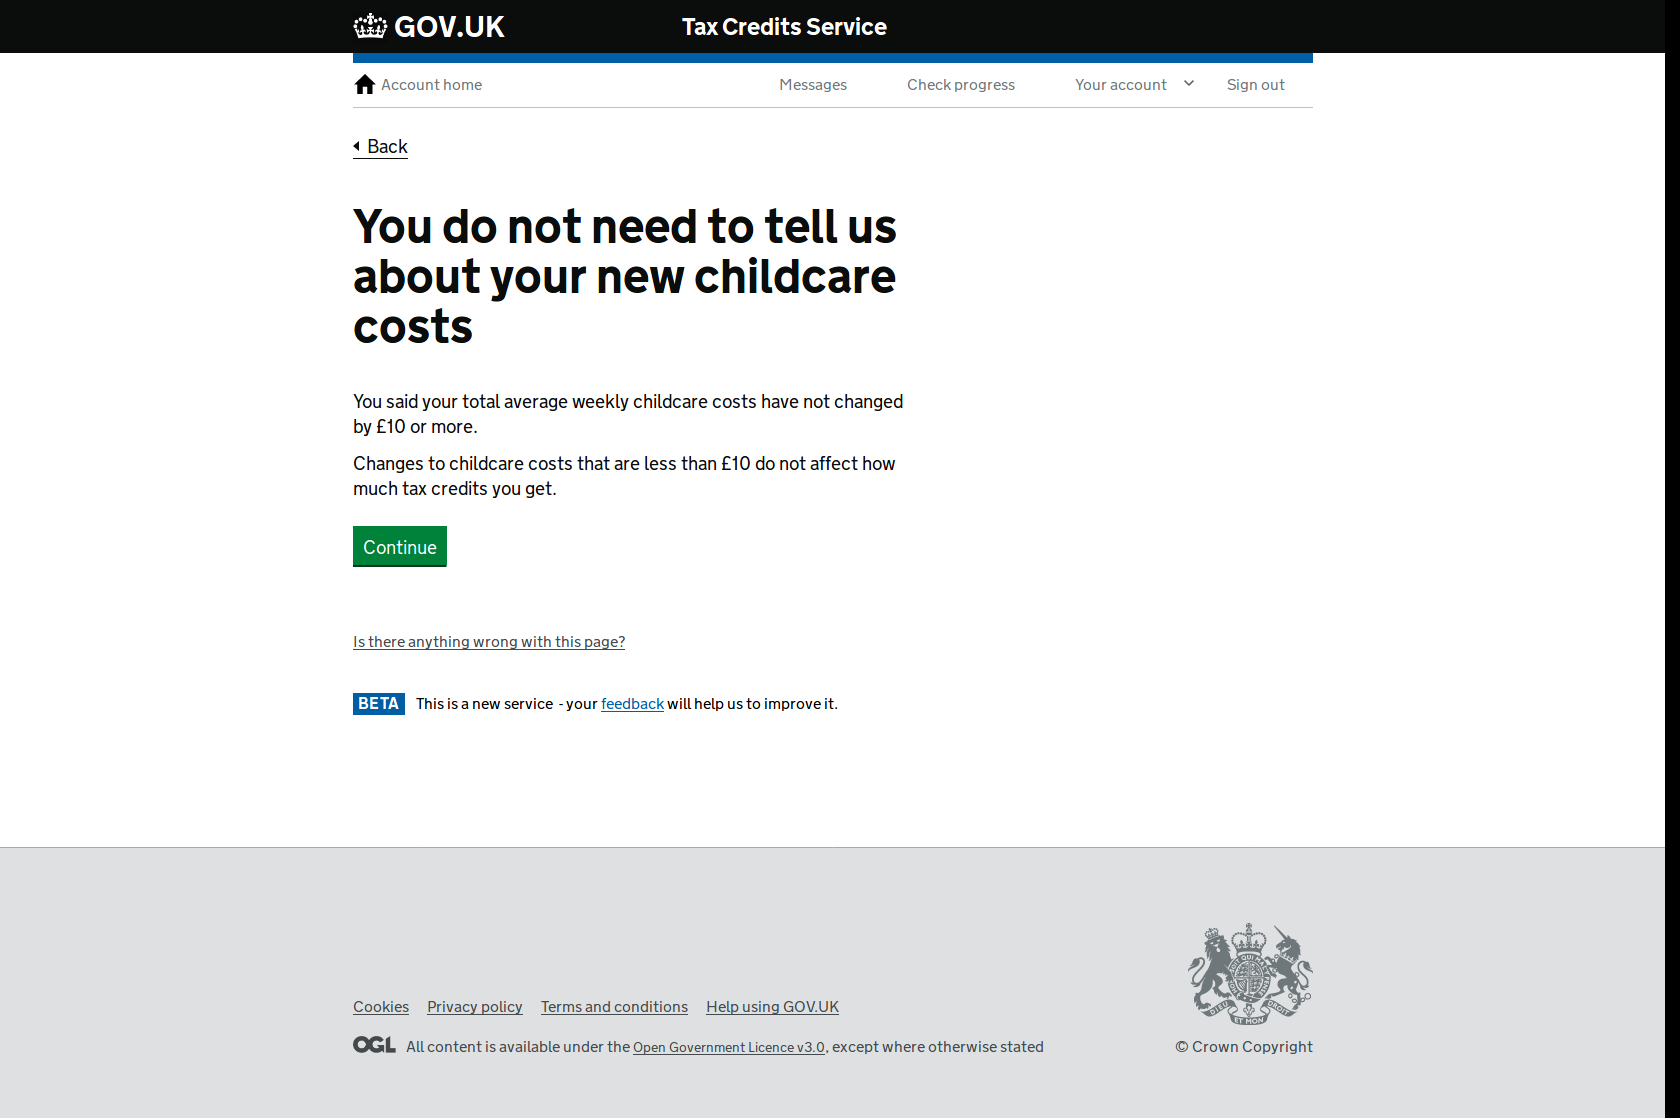 GOV.UK
Tax Credits Service
Account home
Messages
Check progress
Your account
Sign out
Back
You do not need to tell us
about your new childcare
costs
You said your total average weekly childcare costs have not changed
by £10 or more.
Changes to childcare costs that are less than £10 do not affect how
much tax credits you get.
Continue
Is there anything wrong with this page?
BETA This is a new service - your feedback will help us to improve it.
Cookies Privacy policy Terms and conditions Help using GOV.UK
OGL All content is available under the Open Government Licence v3.0, except where otherwise stated
DIEU ET MON DROIT
© Crown Copyright